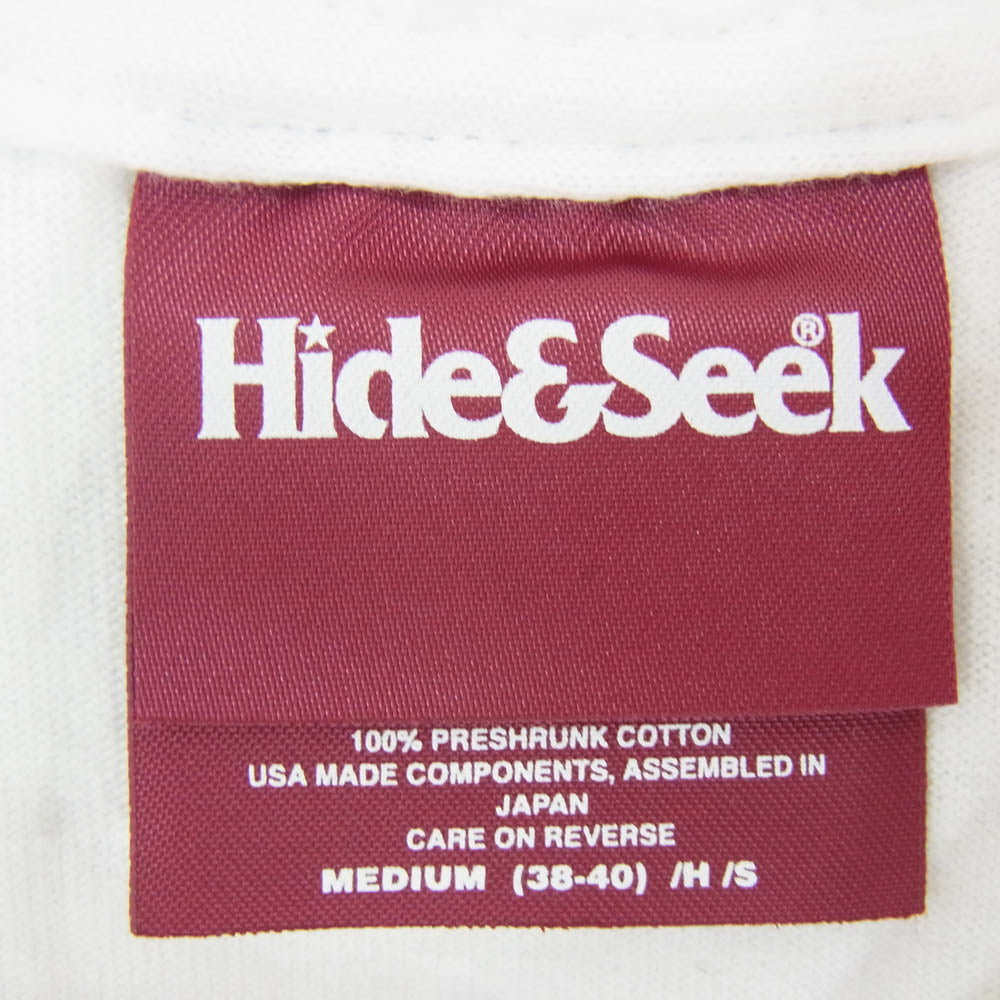 Hide&Seek®
100% PRESHRUNK COTTON
USA MADE COMPONENTS, ASSEMBLED IN
JAPAN
CARE ON REVERSE
MEDIUM (38-40) /H /S